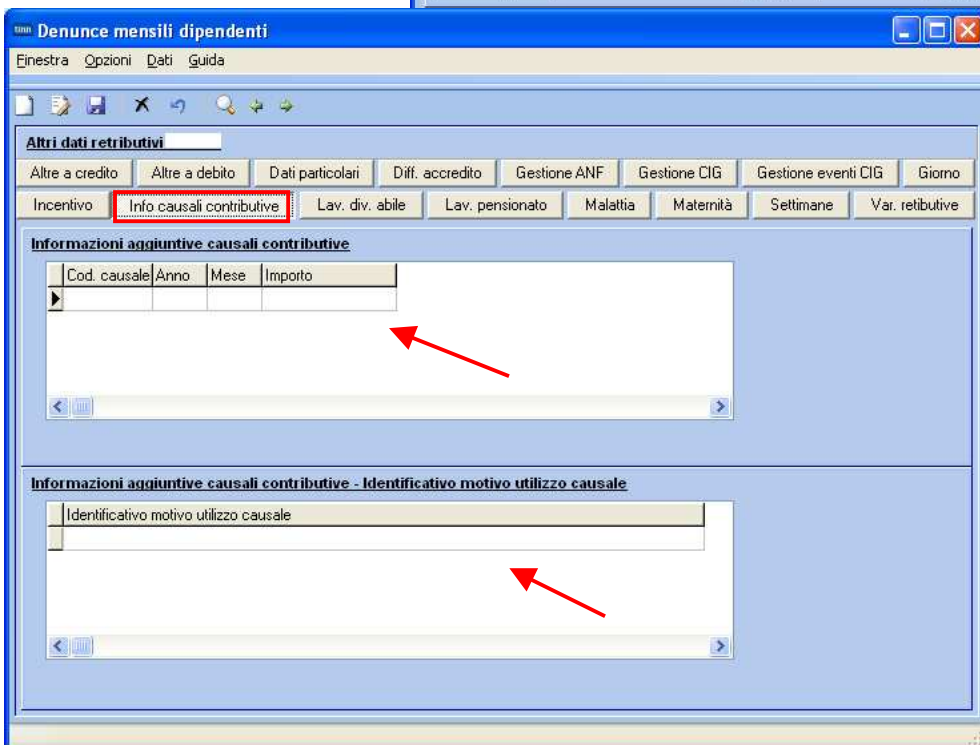 tinn Denunce mensili dipendenti
Finestra Opzioni Dati Guida
Altri dati retributivi
Altre a credito Altre a debito Dati particolari Diff. accredito Gestione ANF Gestione CIG Gestione eventi CIG Giorno
Incentivo Info causali contributive Lav. div. abile Lav. pensionato Malattia Maternità Settimane Var. retibutive
Informazioni aggiuntive causali contributive
Cod. causale Anno Mese Importo
Informazioni aggiuntive causali contributive - Identificativo motivo utilizzo causale
Identificativo motivo utilizzo causale